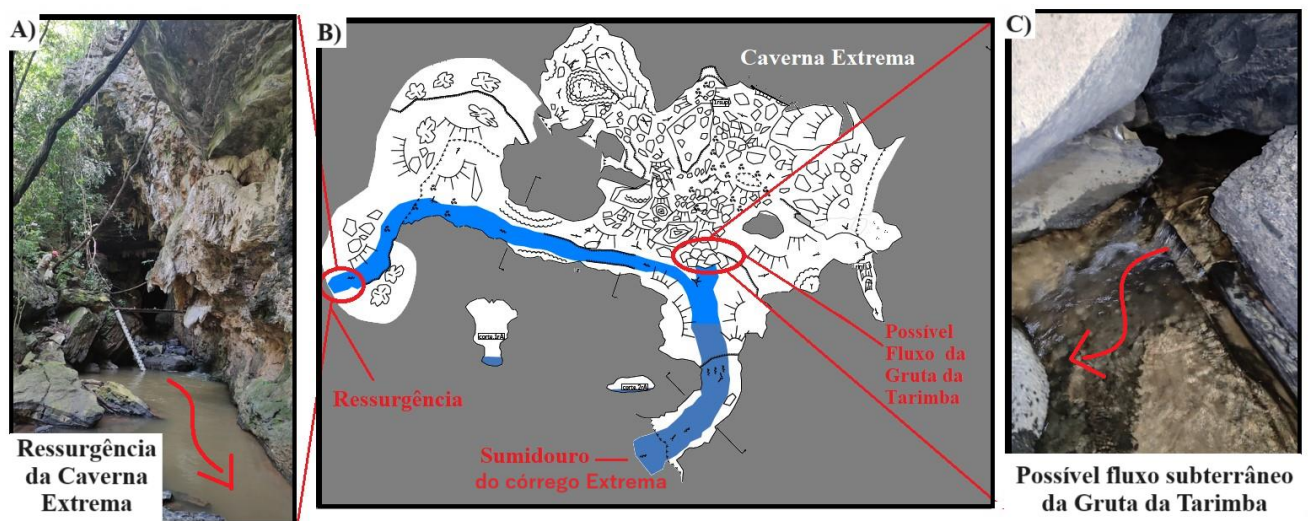 A)
Ressurgência
da Caverna
Extrema
B)
Caverna Extrema
Ressurgência
Possível
Fluxo da
Gruta da
Tarimba
Sumidouro
do córrego Extrema
C)
Possível fluxo subterrâneo
da Gruta da Tarimba